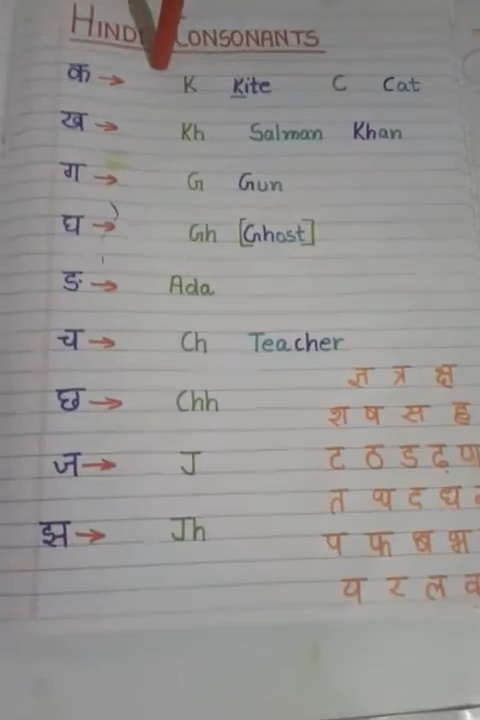 HINDI CONSONANTS
क → K Kite C Cat
ख → Kh Salman Khan
ग → G Gun
घ → Gh [Ghost]
ङ → Ada
च → Ch Teacher
छ → Chh
ज → J
झ → Jh
ज्ञ त्र क्ष
श ष स ह
ट ठ ड ढ़ ण
त थ द ध
प फ ब भ
य र ल व